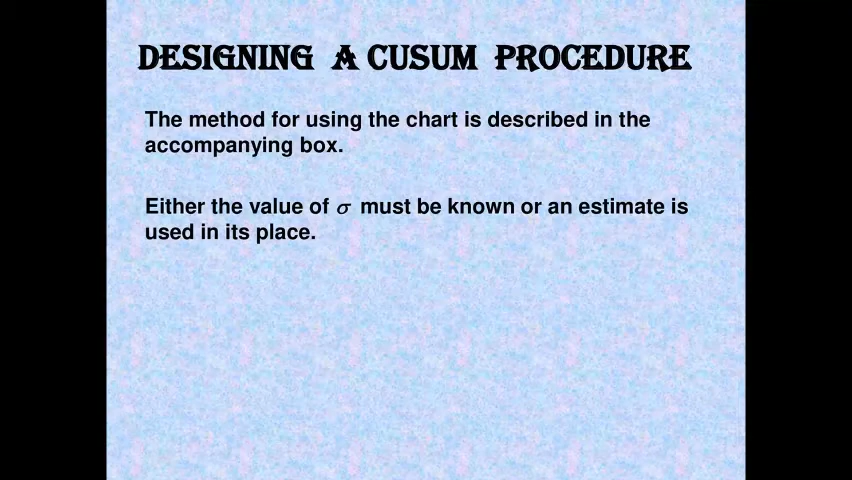 DESIGNING A CUSUM PROCEDURE
The method for using the chart is described in the
accompanying box.
Either the value of σ must be known or an estimate is
used in its place.